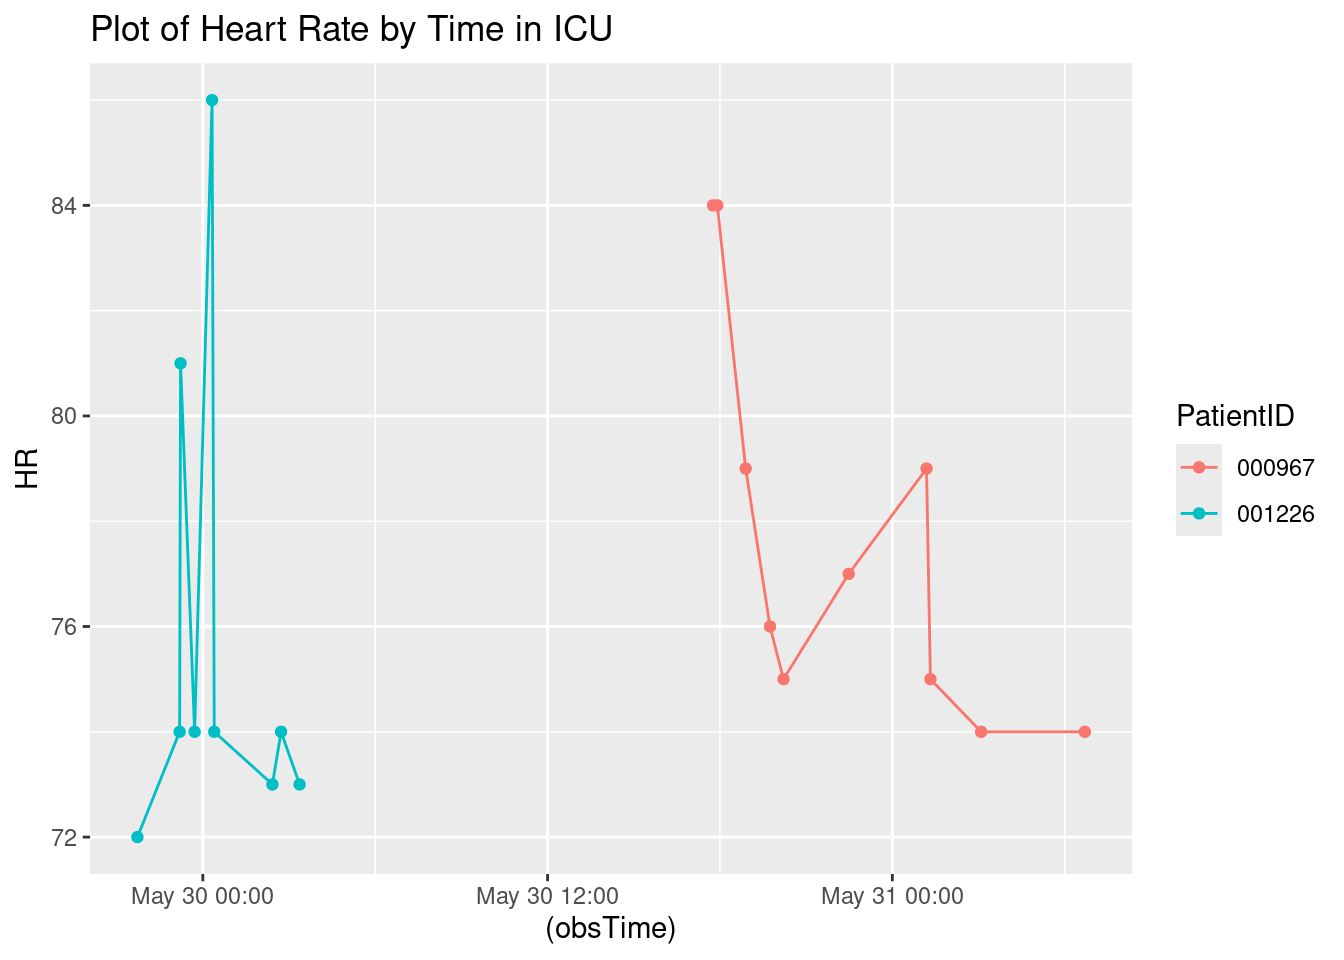 Plot of Heart Rate by Time in ICU
HR
84
80
76
72
May 30 00:00
May 30 12:00
May 31 00:00
(obsTime)
PatientID
000967
001226